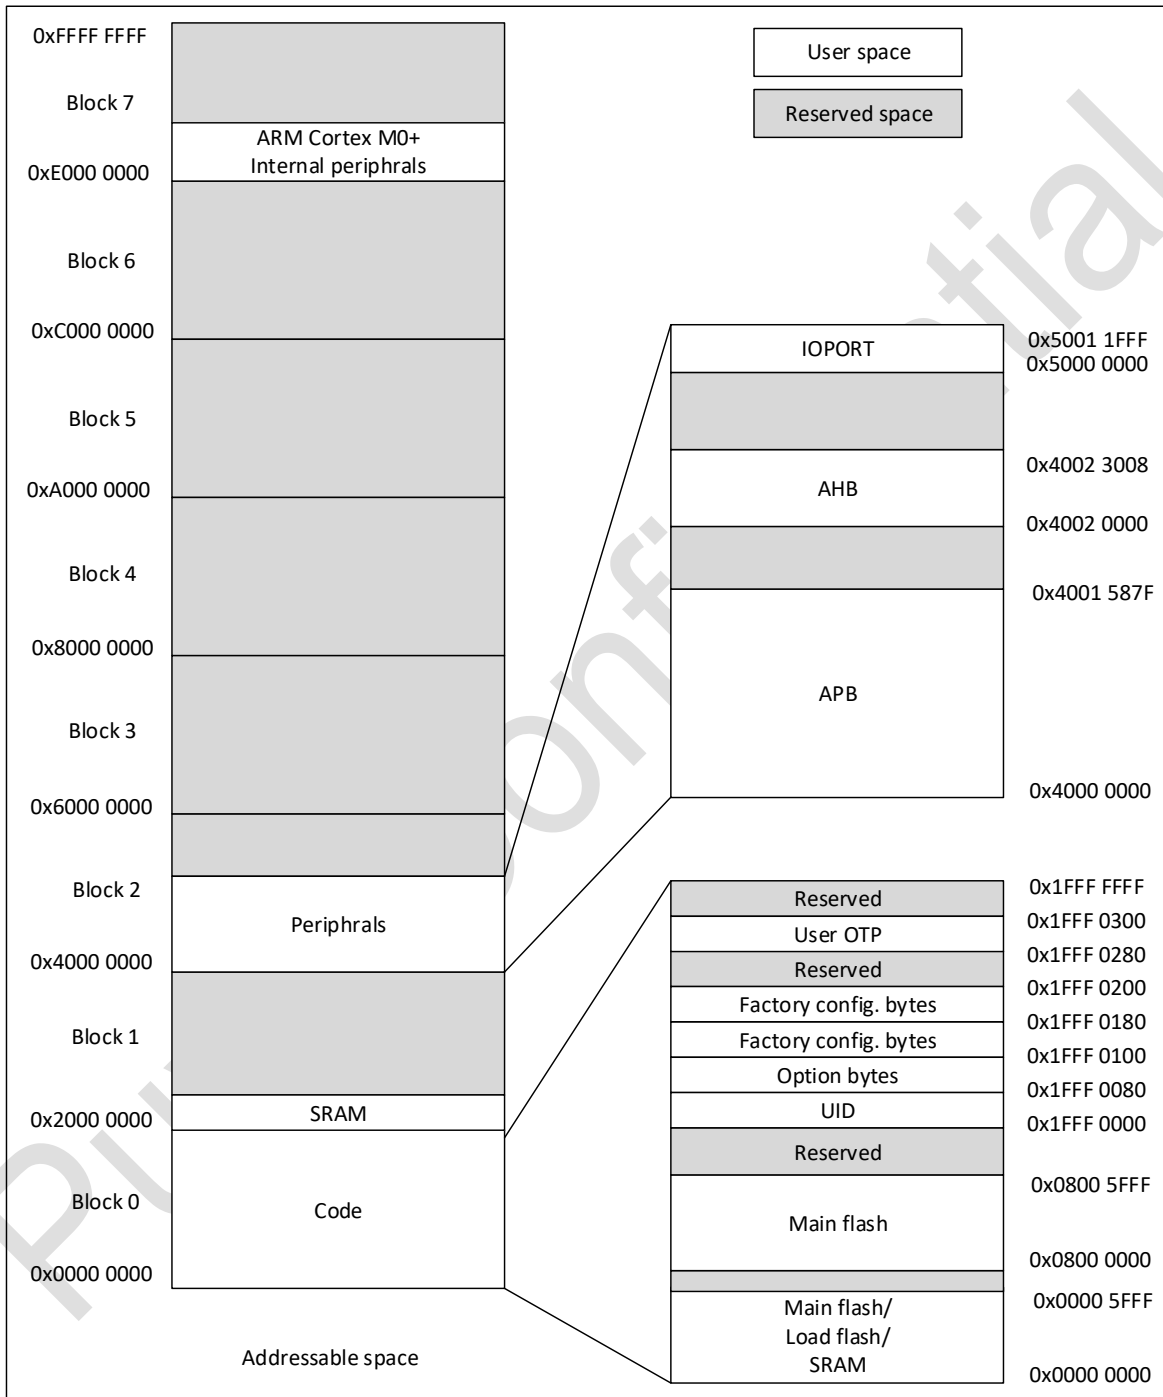 0xFFFF FFFF
Block 7
ARM Cortex M0+
Internal periphrals
0xE000 0000
Block 6
0xC000 0000
Block 5
0xA000 0000
Block 4
0x8000 0000
Block 3
0x6000 0000
Block 2
Periphrals
0x4000 0000
Block 1
0x2000 0000
SRAM
Block 0
Code
0x0000 0000
Addressable space
User space
Reserved space
IOPORT
0x5001 1FFF
0x5000 0000
0x4002 3008
AHB
0x4002 0000
0x4001 587F
APB
0x4000 0000
0x1FFF FFFF
Reserved
0x1FFF 0300
User OTP
0x1FFF 0280
Reserved
0x1FFF 0200
Factory config. bytes
0x1FFF 0180
Factory config. bytes
0x1FFF 0100
Option bytes
0x1FFF 0080
UID
0x1FFF 0000
Reserved
0x0800 5FFF
Main flash
0x0800 0000
0x0000 5FFF
Main flash/
Load flash/
SRAM
0x0000 0000